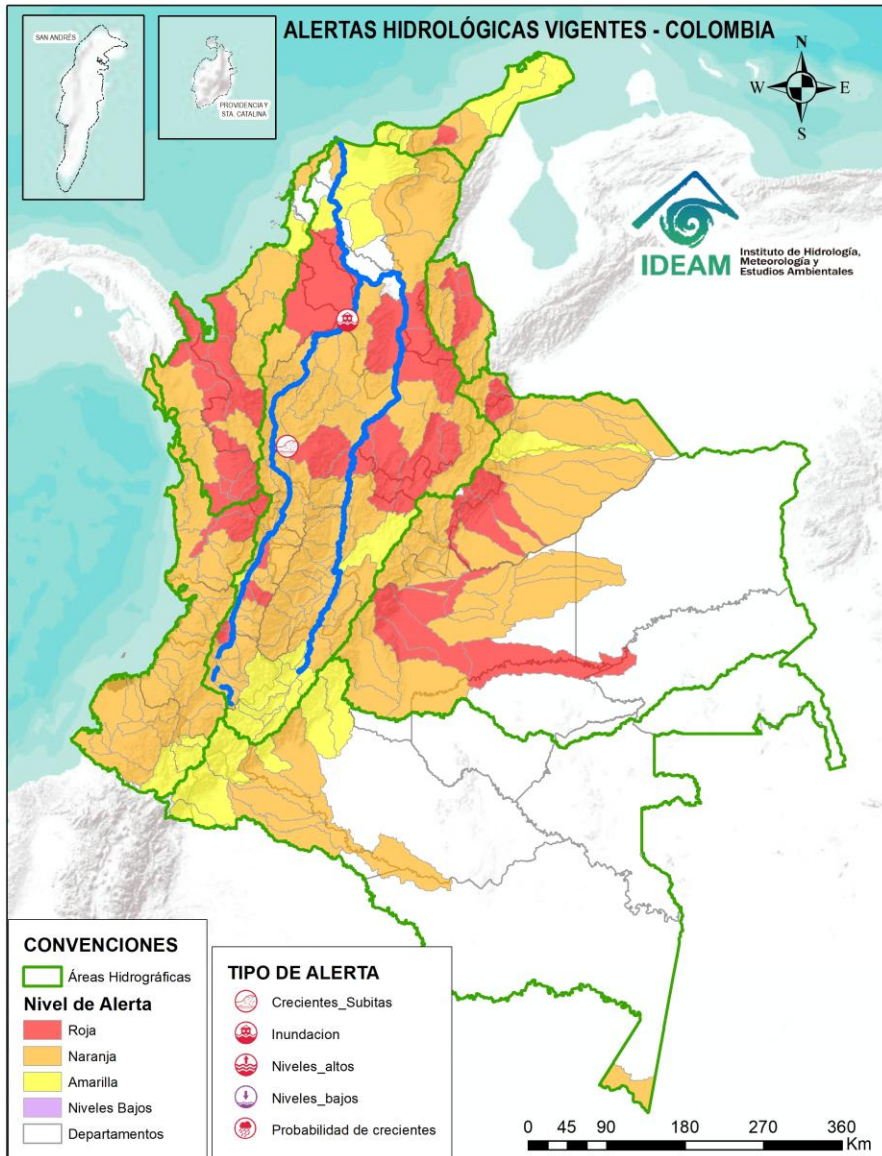 ALERTAS HIDROLÓGICAS VIGENTES - COLOMBIA
SAN ANDRÉS
PROVIDENCIA Y
STA. CATALINA
N
W
E
S
IDEAM
Instituto de Hidrología,
Meteorología y
Estudios Ambientales
CONVENCIONES
Áreas Hidrográficas
Nivel de Alerta
Roja
Naranja
Amarilla
Niveles Bajos
Departamentos
TIPO DE ALERTA
Crecientes_Subitas
Inundacion
Niveles_altos
Niveles_bajos
Probabilidad de crecientes
0 45 90 180 270 360
Km